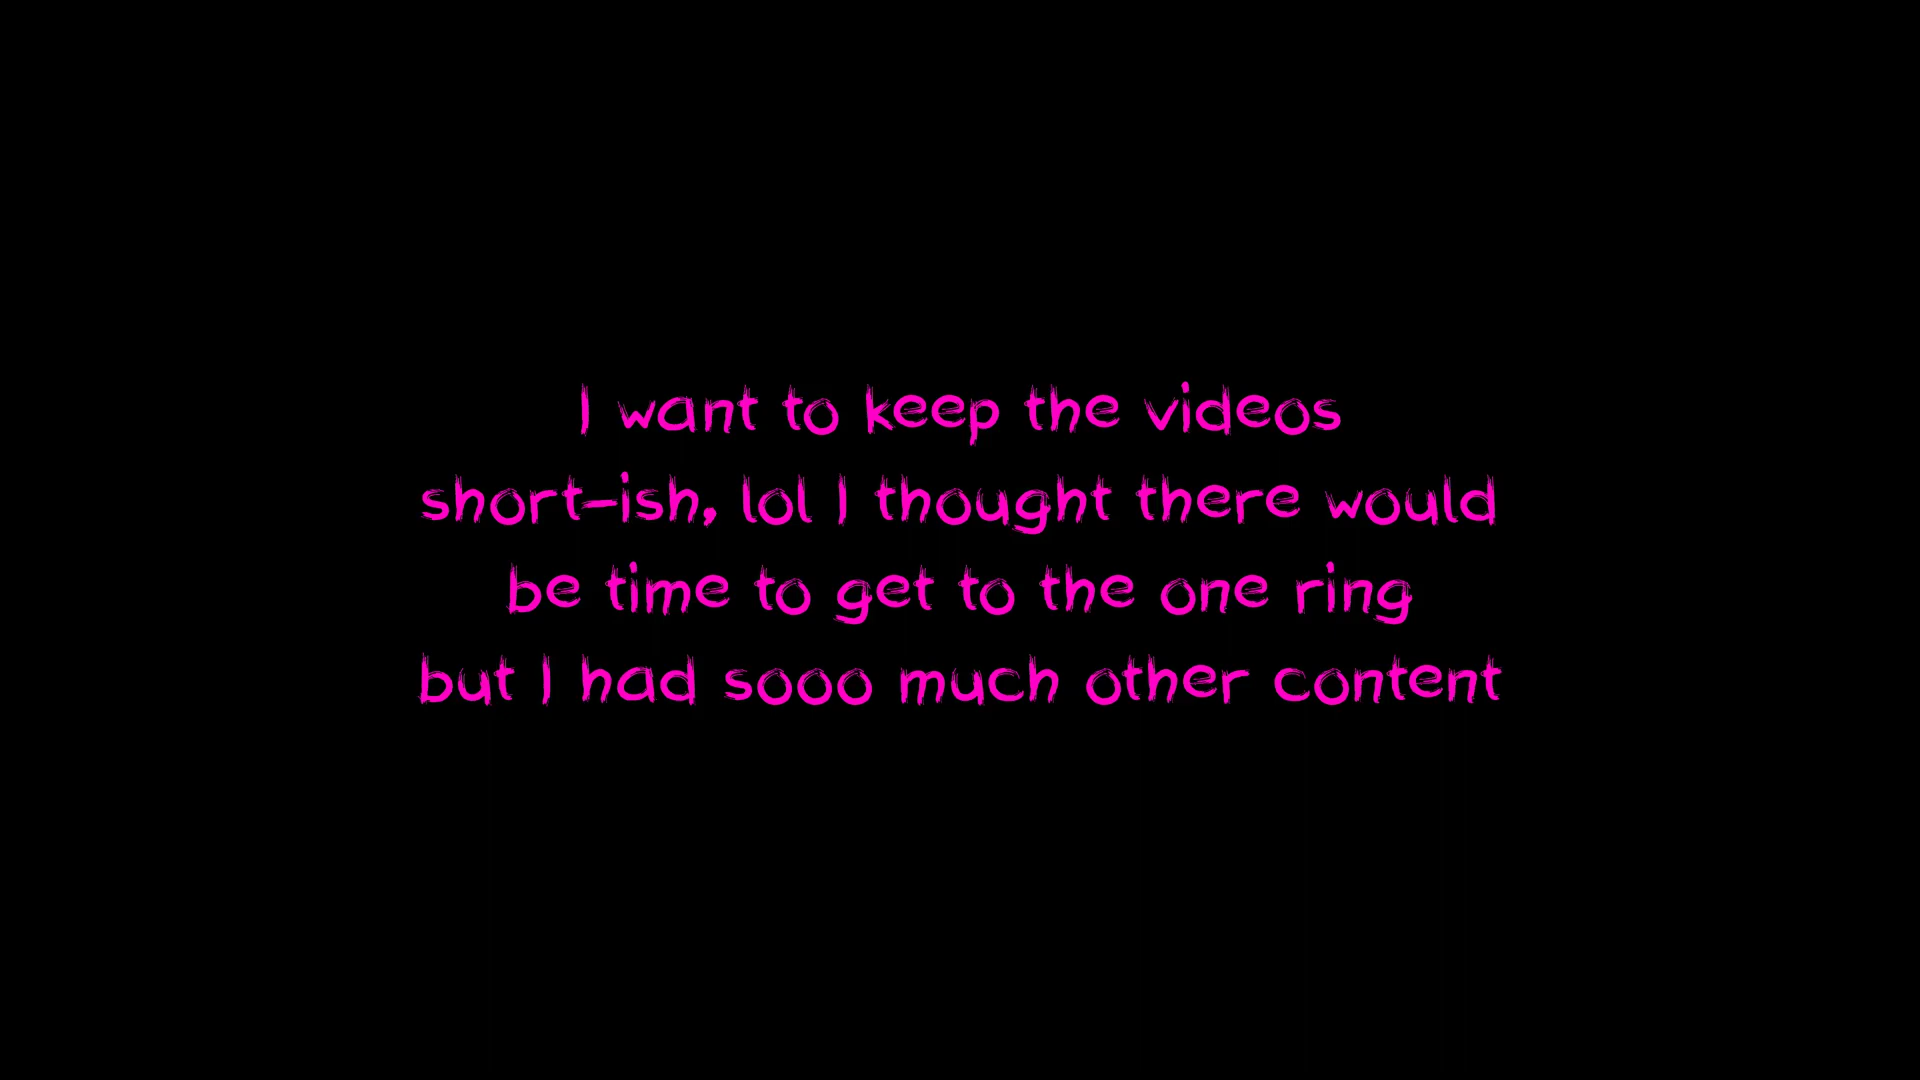 I want to keep the videos
short-ish, lol I thought there would
be time to get to the one ring
but I had sooo much other content